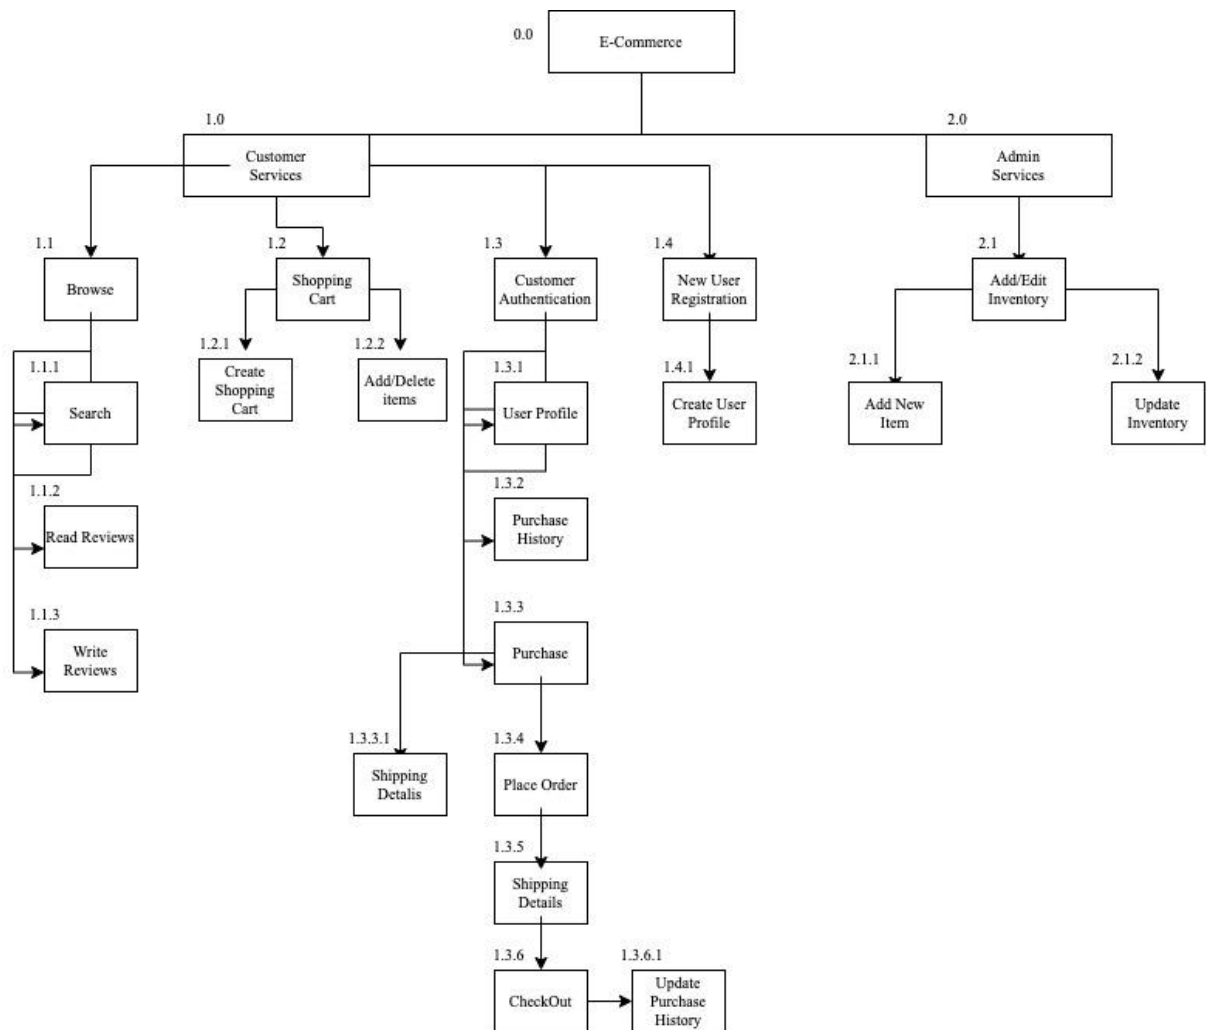 0.0
E-Commerce
1.0
2.0
Customer
Services
Admin
Services
1.1
1.2
1.3
1.4
2.1
Browse
Shopping
Cart
Customer
Authentication
New User
Registration
Add/Edit
Inventory
1.1.1
1.2.1
1.2.2
1.3.1
1.4.1
2.1.1
2.1.2
Search
Create
Shopping
Cart
Add/Delete
items
User Profile
Create User
Profile
Add New
Item
Update
Inventory
1.1.2
1.3.2
Read Reviews
Purchase
History
1.1.3
1.3.3
Write
Reviews
Purchase
1.3.3.1
1.3.4
Shipping
Detalis
Place Order
1.3.5
Shipping
Details
1.3.6
1.3.6.1
CheckOut
Update
Purchase
History